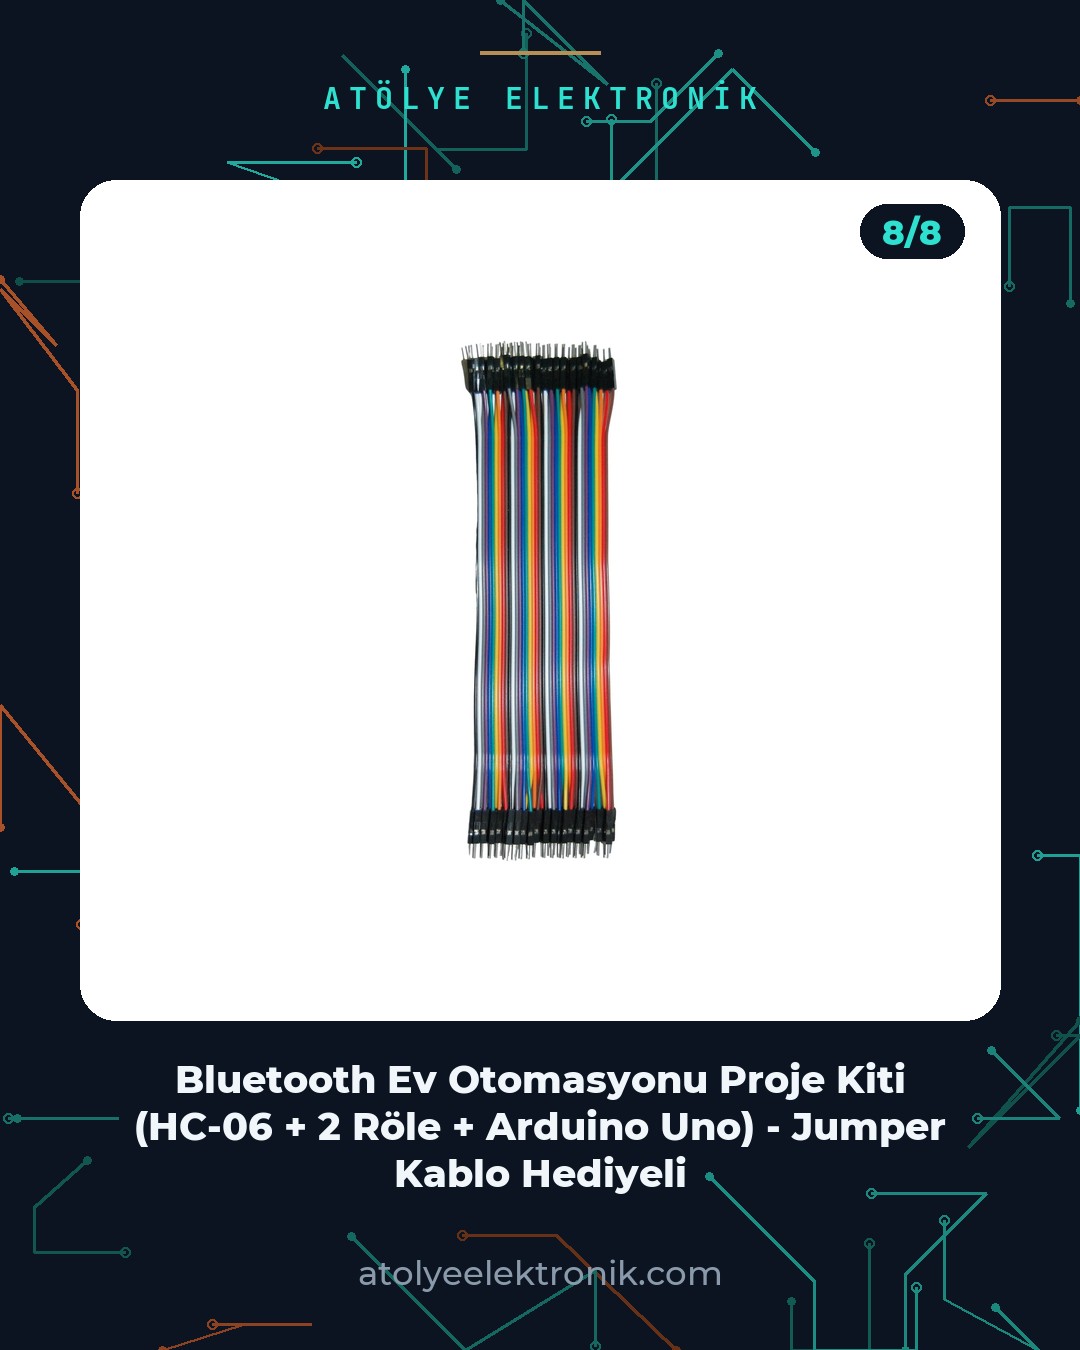 ATÖLYE ELEKTRONİK
8/8
Bluetooth Ev Otomasyonu Proje Kiti
(HC-06 + 2 Röle + Arduino Uno) - Jumper
Kablo Hediyeli
atolyeelektronik.com